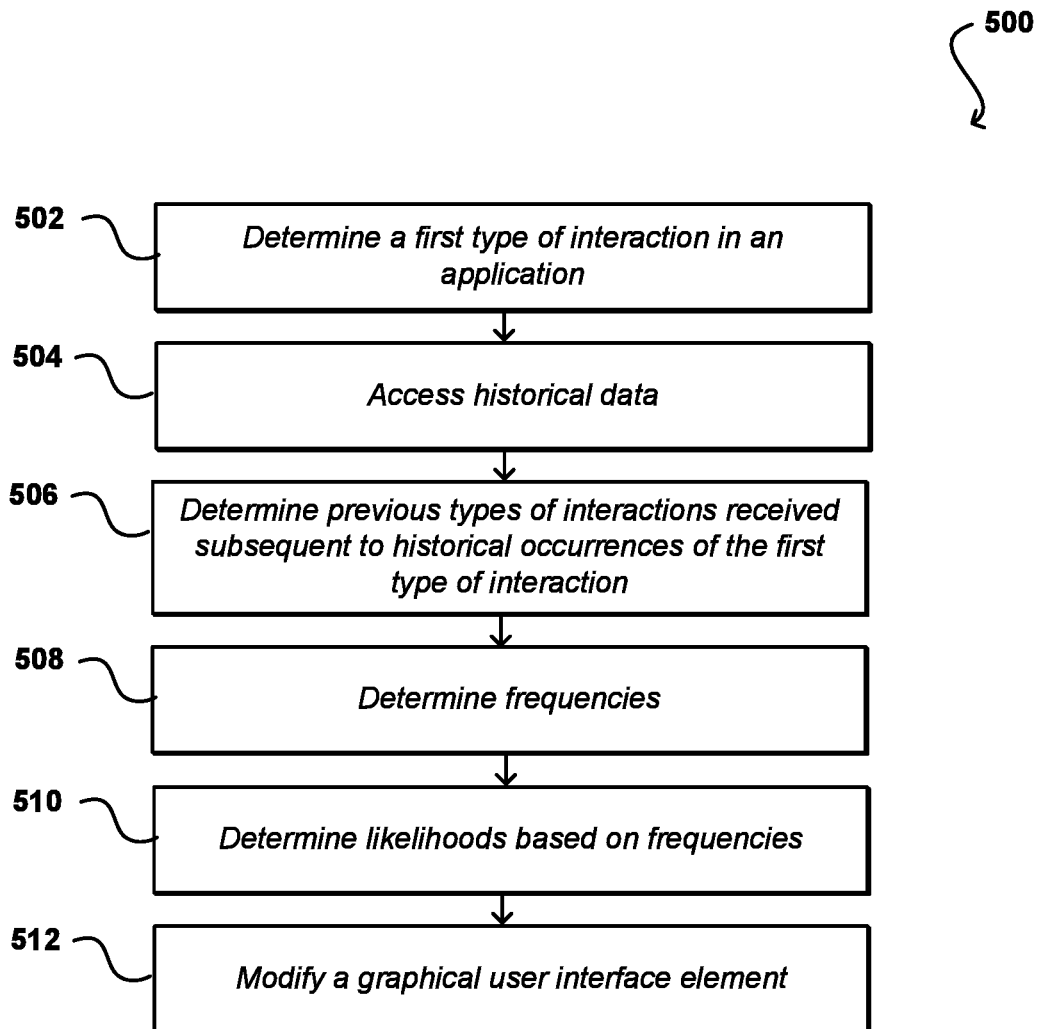 500
502
Determine a first type of interaction in an
application
504
Access historical data
506
Determine previous types of interactions received
subsequent to historical occurrences of the first
type of interaction
508
Determine frequencies
510
Determine likelihoods based on frequencies
512
Modify a graphical user interface element